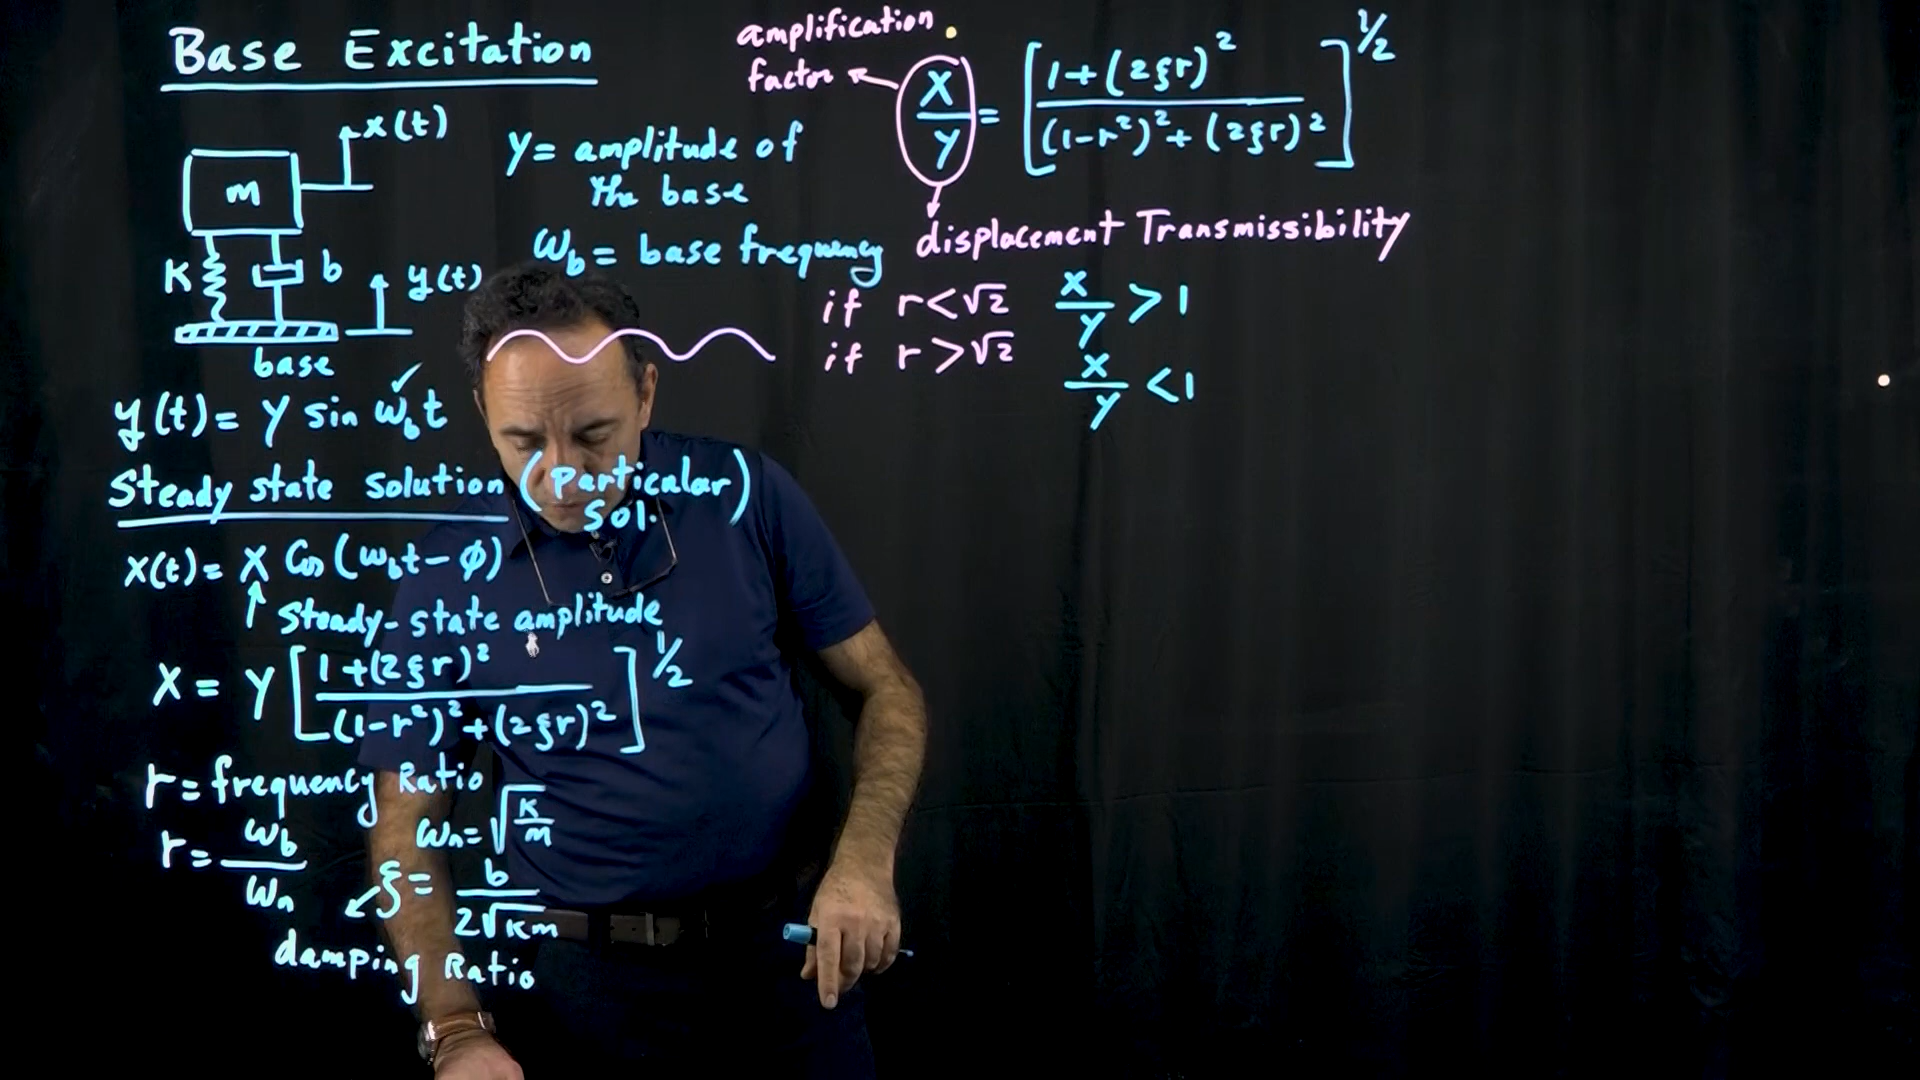 Base Excitation
x(t)
m
K
b
y(t)
base
y(t) = Y sin ω_b t
Steady state solution (Particular Sol.
)
x(t) = X Cos (ω_b t - φ)
↑ Steady-state amplitude
X = Y [ (1+(2ξr)²) / ((1-r²)² + (2ξr)²) ]^1/2
r = frequency Ratio
r = ω_b / ω_n
ω_n = √(K/m)
ξ = b / 2√Km
damping Ratio
Y = amplitude of
the base
ω_b = base frequency
amplification
factor
X/Y = [ (1+(2ξr)²) / ((1-r²)² + (2ξr)²) ]^1/2
displacement Transmissibility
if r < √2 X/Y > 1
if r > √2 X/Y < 1